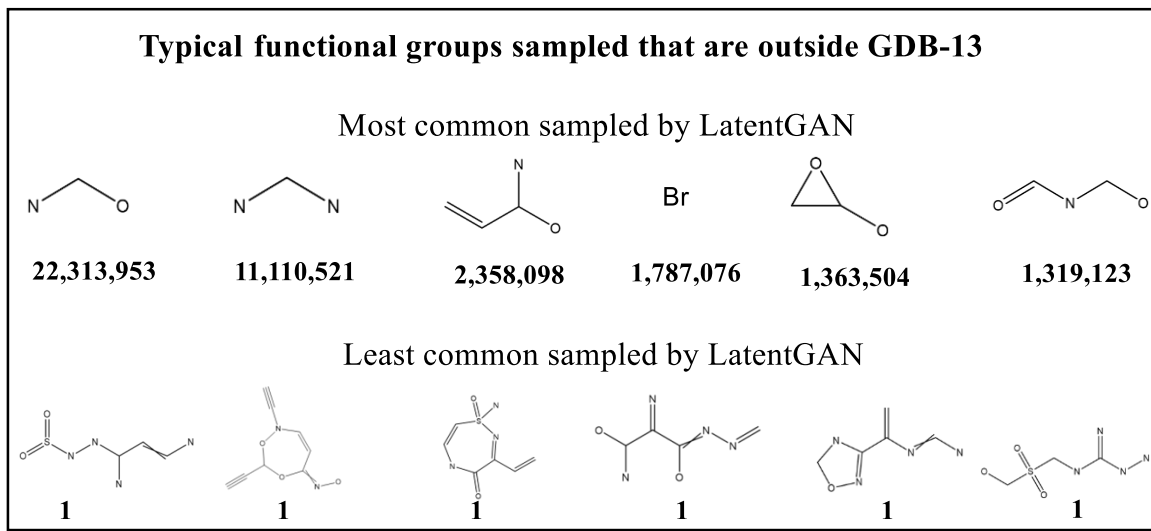 Typical functional groups sampled that are outside GDB-13
Most common sampled by LatentGAN
N O
N N
N O
Br
O O
O N O
22,313,953 11,110,521 2,358,098 1,787,076 1,363,504 1,319,123
Least common sampled by LatentGAN
O S O N N N N
N O O N O
O S N N N O
N O N N N O
N O N N N
O S O O N N N N
1 1 1 1 1 1